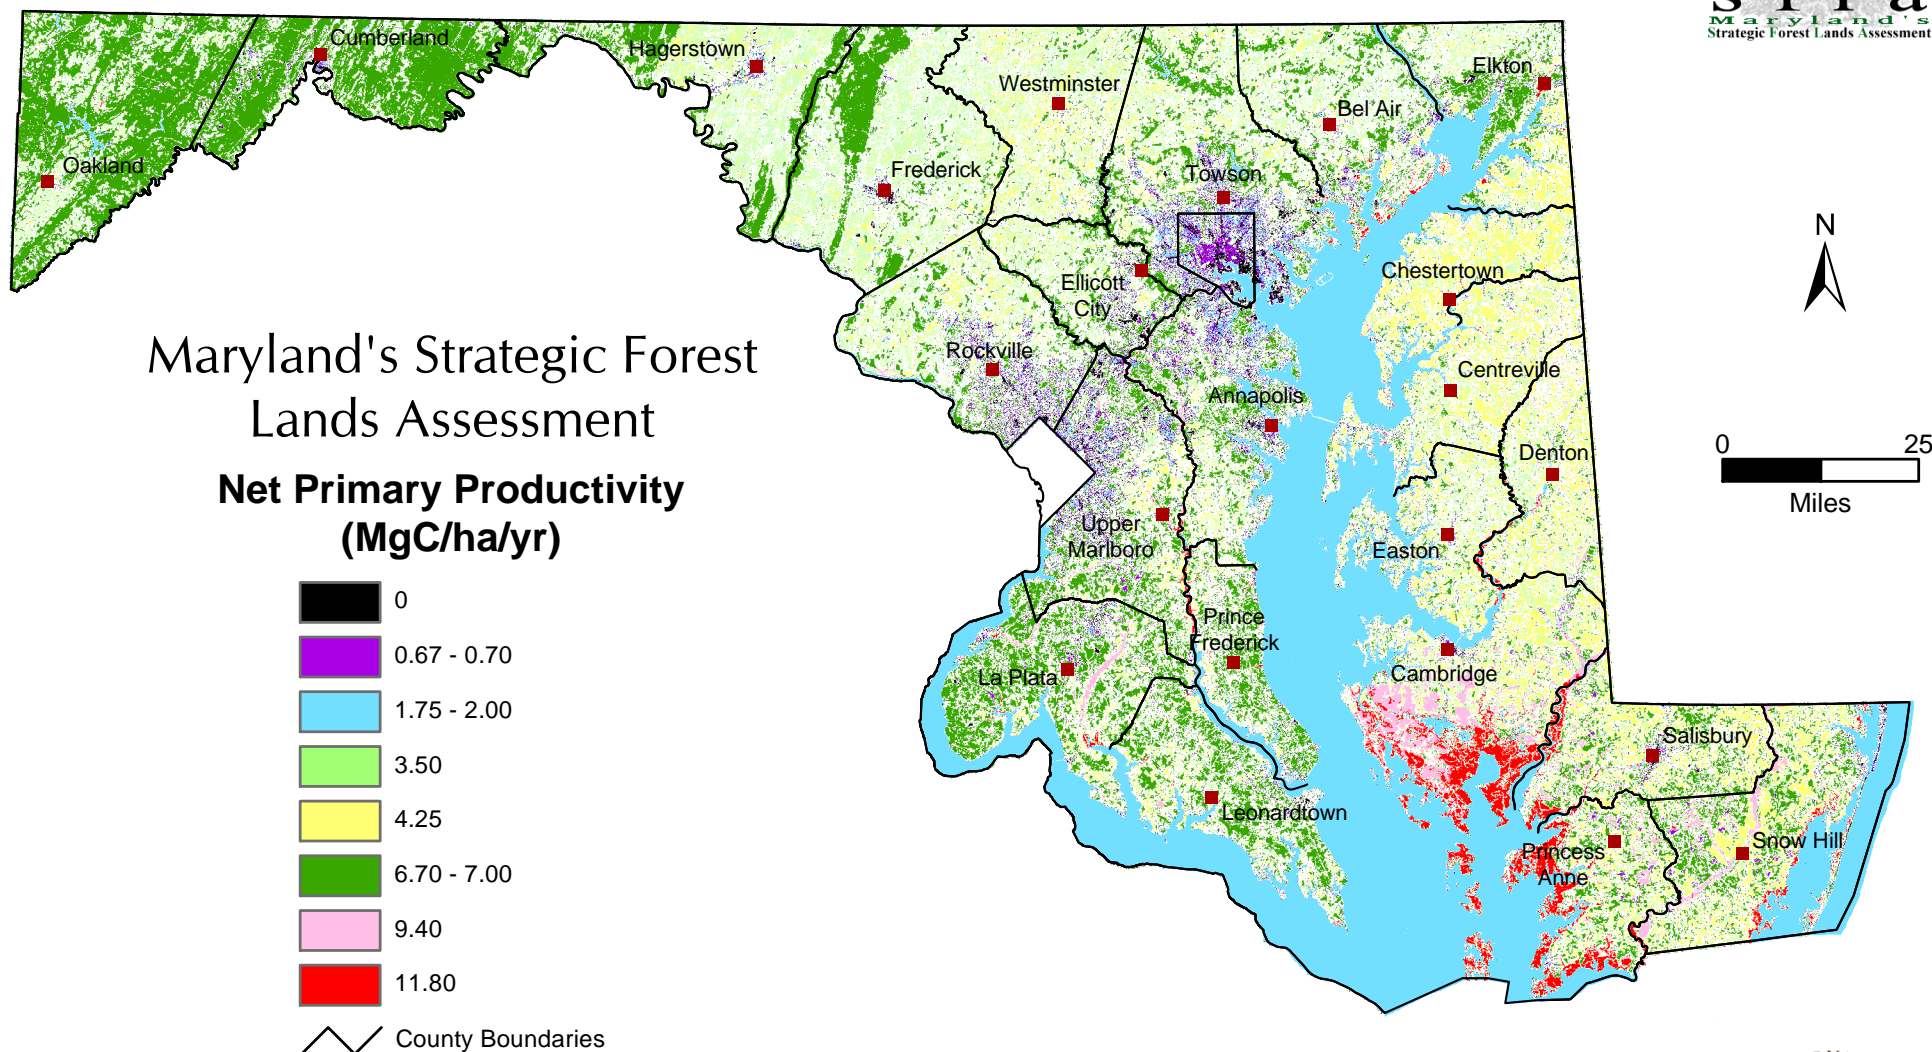 Maryland's
Strategic Forest Lands Assessment
Cumberland
Hagerstown
Westminster
Elkton
Bel Air
Oakland
Frederick
Towson
N
Chestertown
Ellicott
City
Maryland's Strategic Forest
Lands Assessment
Rockville
Centreville
Annapolis
0 25
Miles
Denton
Net Primary Productivity
(MgC/ha/yr)
Upper
Marlboro
Easton
0
0.67 - 0.70
1.75 - 2.00
3.50
4.25
6.70 - 7.00
9.40
11.80
County Boundaries
Prince
Frederick
La Plata
Cambridge
Salisbury
Leonardtown
Princess
Anne
Snow Hill